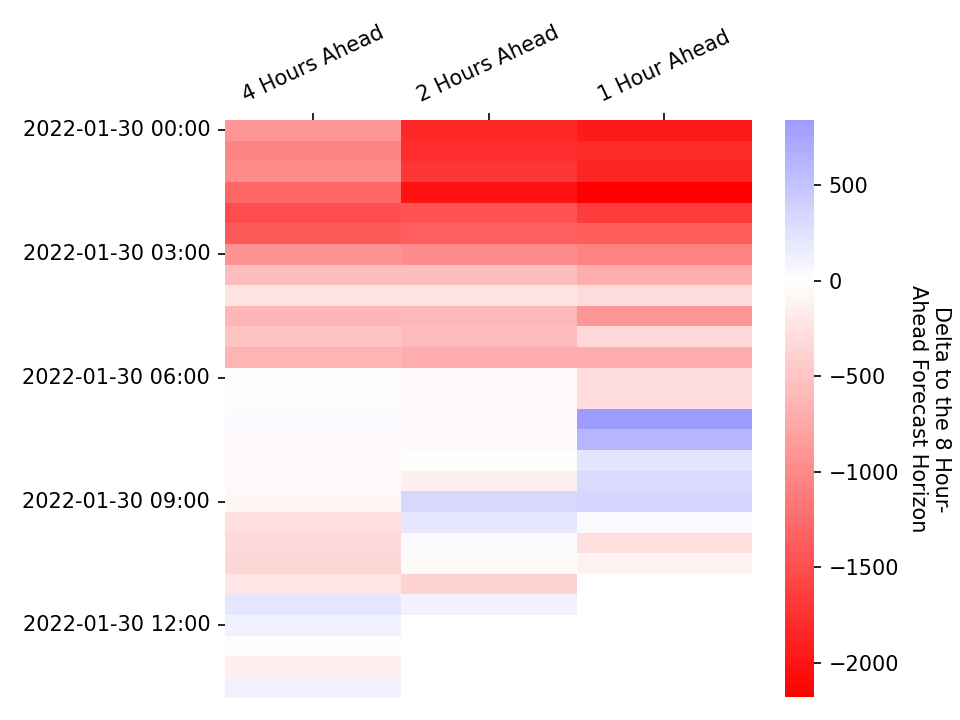 4 Hours Ahead
2 Hours Ahead
1 Hour Ahead
2022-01-30 00:00
2022-01-30 03:00
2022-01-30 06:00
2022-01-30 09:00
2022-01-30 12:00
500
0
−500
−1000
−1500
−2000
Delta to the 8 Hour-
Ahead Forecast Horizon